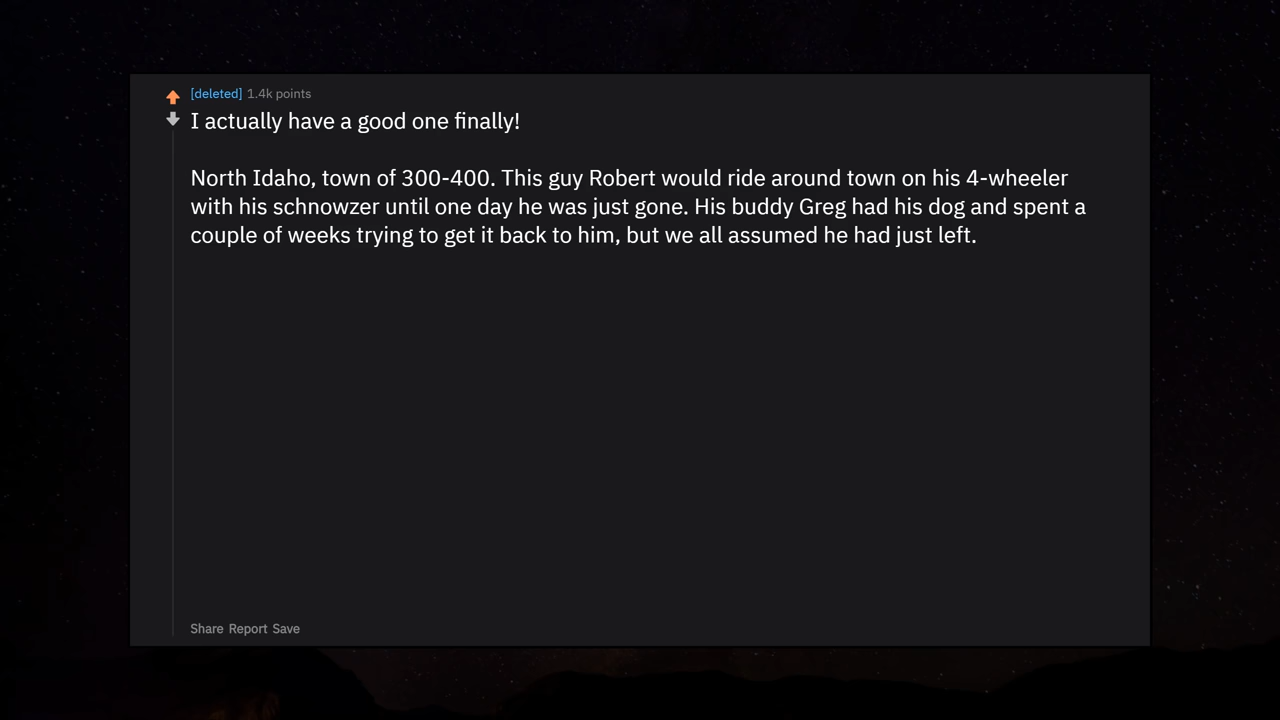 [deleted] 1.4k points
I actually have a good one finally!
North Idaho, town of 300-400. This guy Robert would ride around town on his 4-wheeler
with his schnowzer until one day he was just gone. His buddy Greg had his dog and spent a
couple of weeks trying to get it back to him, but we all assumed he had just left.
Share Report Save